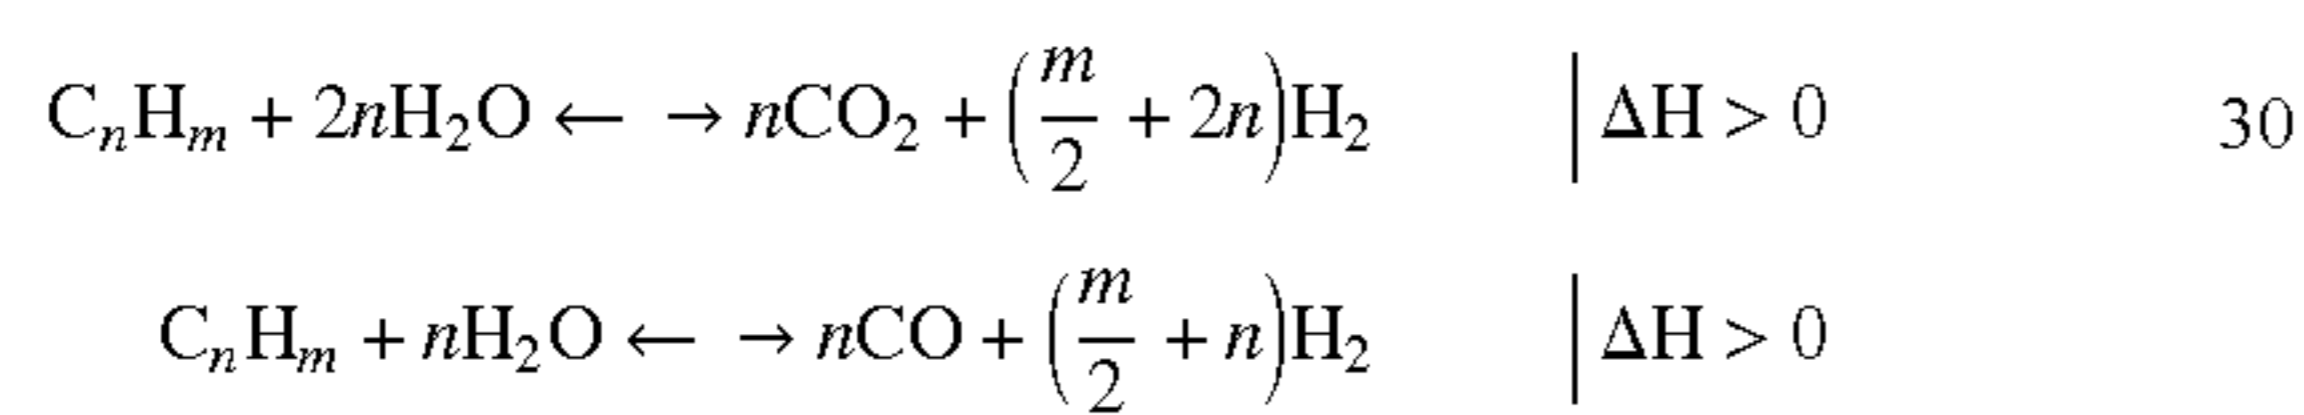 CₙHₘ + 2nH₂O ← → nCO₂ + (m/2 + 2n)H₂ | ΔH > 0 30
CₙHₘ + nH₂O ← → nCO + (m/2 + n)H₂ | ΔH > 0